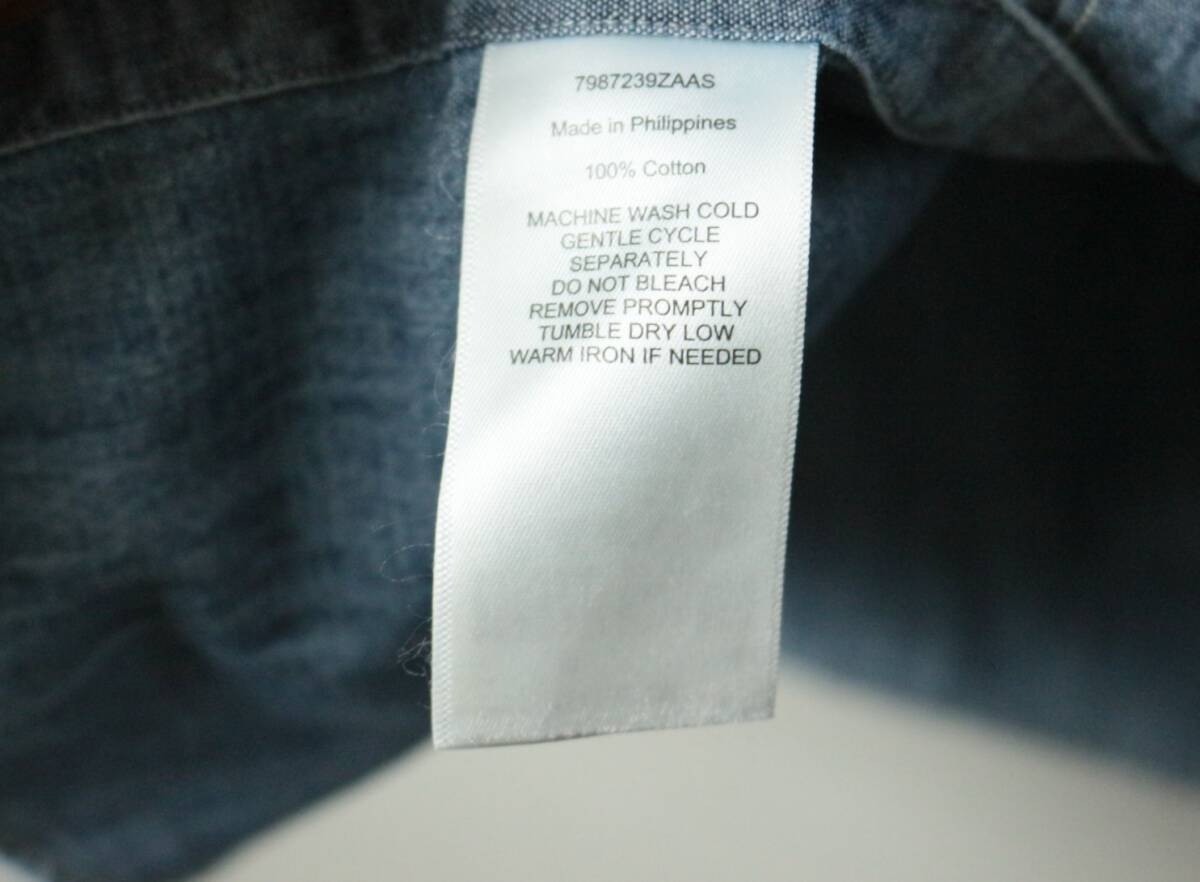 7987239ZAAS
Made in Philippines
100% Cotton
MACHINE WASH COLD
GENTLE CYCLE
SEPARATELY
DO NOT BLEACH
REMOVE PROMPTLY
TUMBLE DRY LOW
WARM IRON IF NEEDED